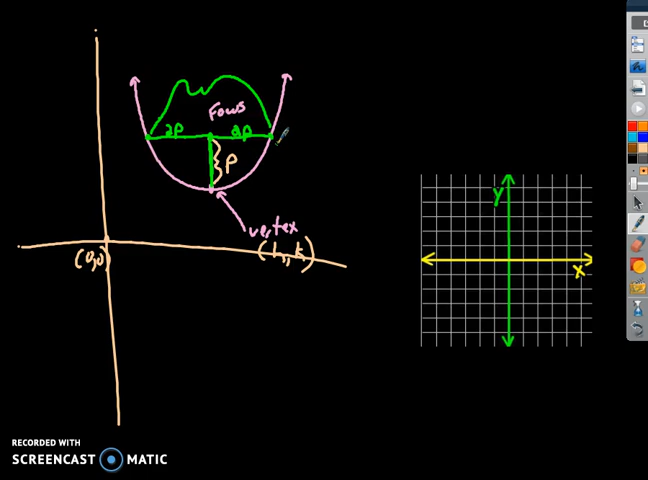 Focus
2P 2P
P
vertex
(h, k)
(0,0)
y
x
RECORDED WITH
SCREENCAST MATIC